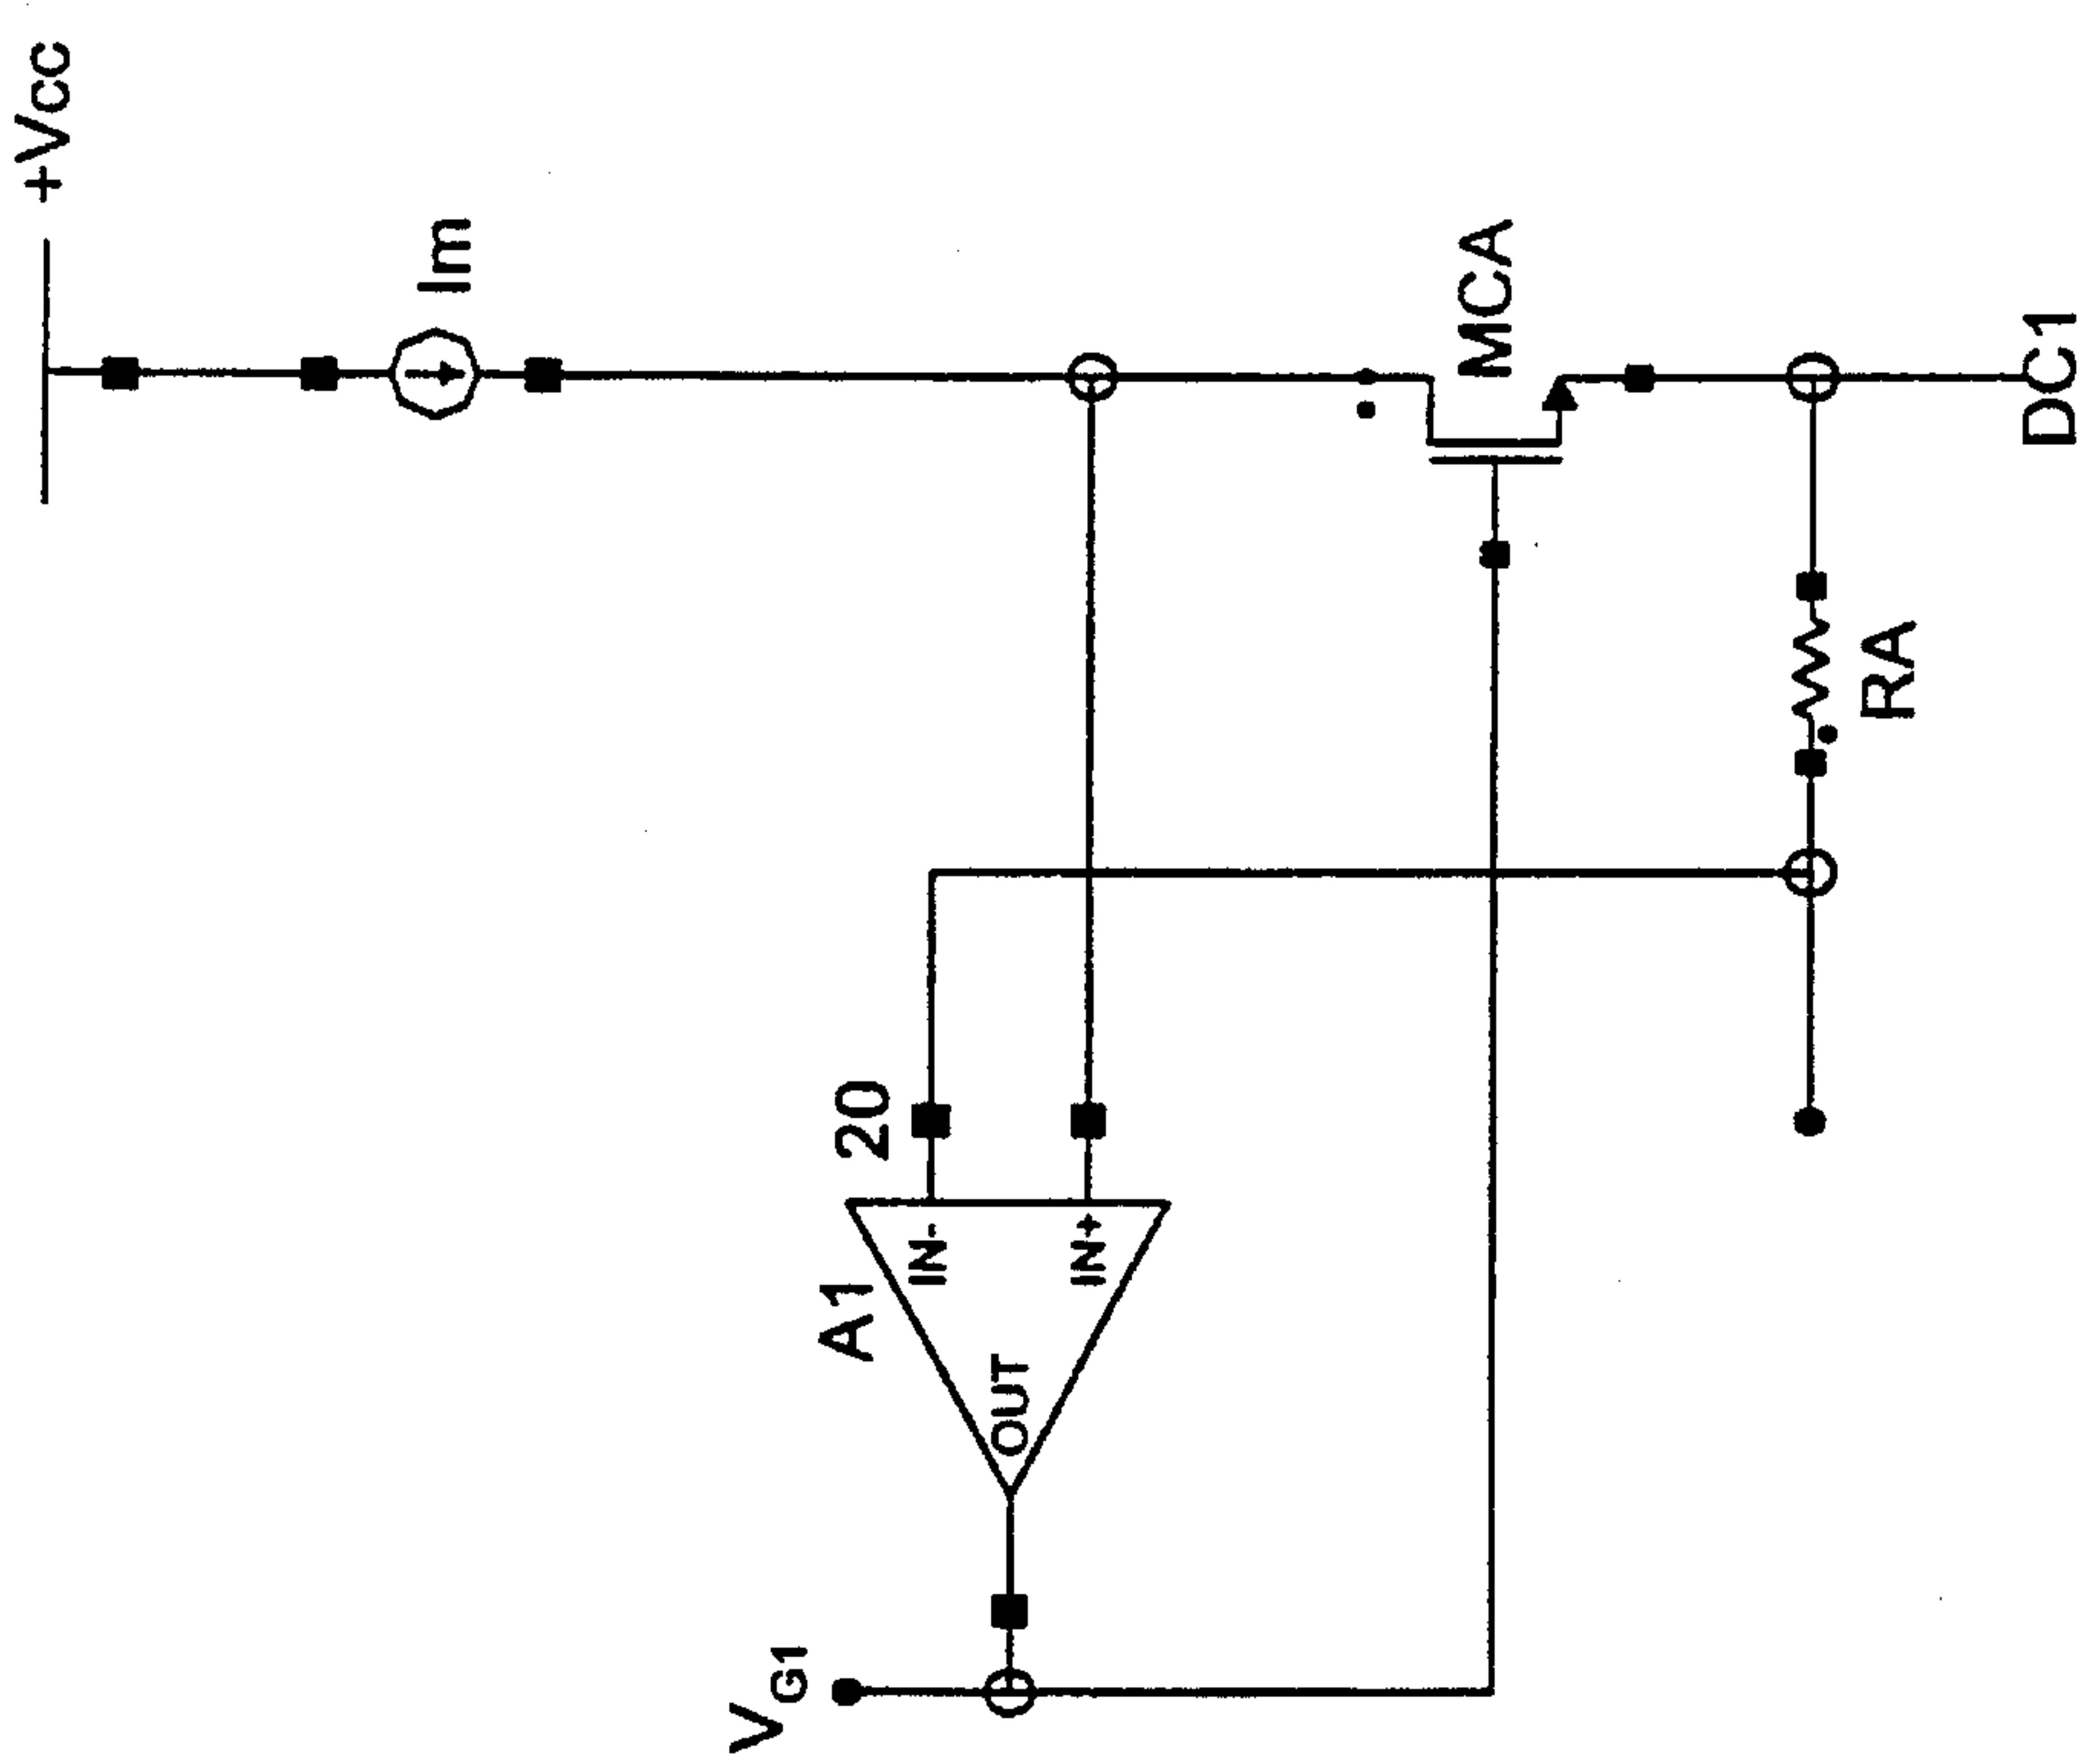 +Vcc
Im
MCA
DC1
RA
20
A1
IN-
IN+
OUT
VG1